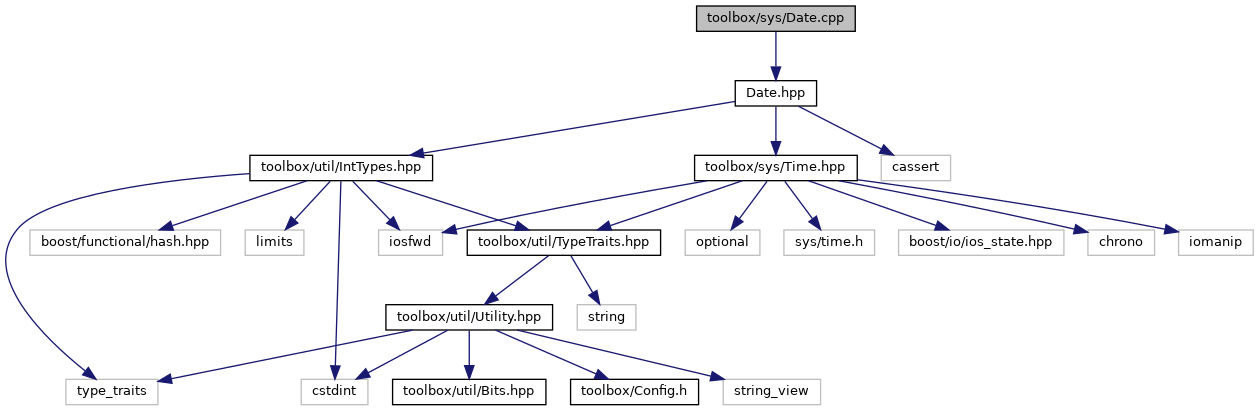 toolbox/sys/Date.cpp
Date.hpp
toolbox/util/IntTypes.hpp
toolbox/sys/Time.hpp
cassert
boost/functional/hash.hpp
limits
iosfwd
toolbox/util/TypeTraits.hpp
optional
sys/time.h
boost/io/ios_state.hpp
chrono
iomanip
toolbox/util/Utility.hpp
string
type_traits
cstdint
toolbox/util/Bits.hpp
toolbox/Config.h
string_view